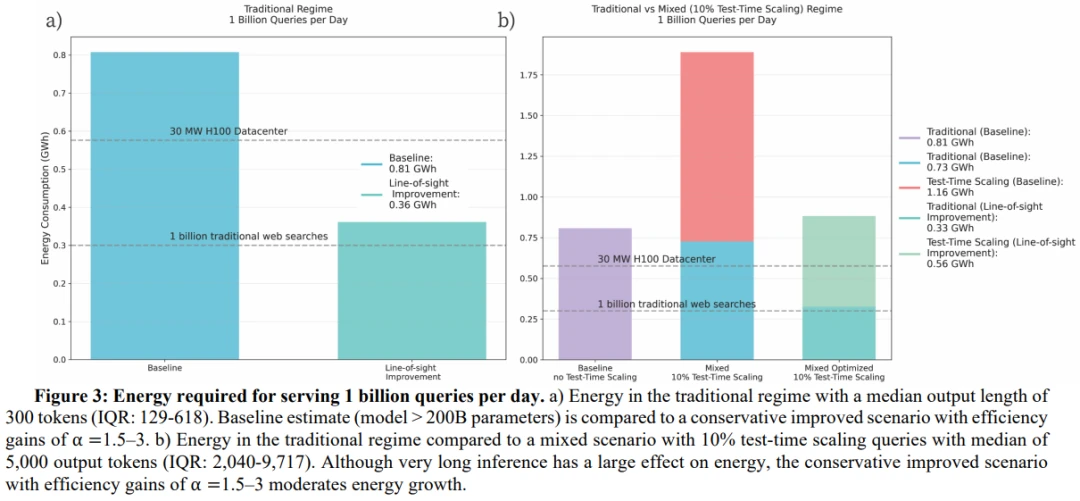 a)
Traditional Regime
1 Billion Queries per Day
Energy Consumption (GWh)
0.8
0.7
0.6
0.5
0.4
0.3
0.2
0.1
0.0
30 MW H100 Datacenter
1 billion traditional web searches
Baseline:
0.81 GWh
Line-of-sight
Improvement:
0.36 GWh
Baseline
Line-of-sight
Improvement
b)
Traditional vs Mixed (10% Test-Time Scaling) Regime
1 Billion Queries per Day
1.75
1.50
1.25
1.00
0.75
0.50
0.25
0.00
30 MW H100 Datacenter
1 billion traditional web searches
Baseline
no Test-Time Scaling
Mixed
10% Test-Time Scaling
Mixed Optimized
10% Test-Time Scaling
Traditional (Baseline):
0.81 GWh
Traditional (Baseline):
0.73 GWh
Test-Time Scaling (Baseline):
1.16 GWh
Traditional (Line-of-sight
Improvement):
0.33 GWh
Test-Time Scaling (Line-of-sight
Improvement):
0.56 GWh
Figure 3: Energy required for serving 1 billion queries per day. a) Energy in the traditional regime with a median output length of
300 tokens (IQR: 129-618). Baseline estimate (model > 200B parameters) is compared to a conservative improved scenario with efficiency
gains of α =1.5–3. b) Energy in the traditional regime compared to a mixed scenario with 10% test-time scaling queries with median of
5,000 output tokens (IQR: 2,040-9,717). Although very long inference has a large effect on energy, the conservative improved scenario
with efficiency gains of α =1.5–3 moderates energy growth.